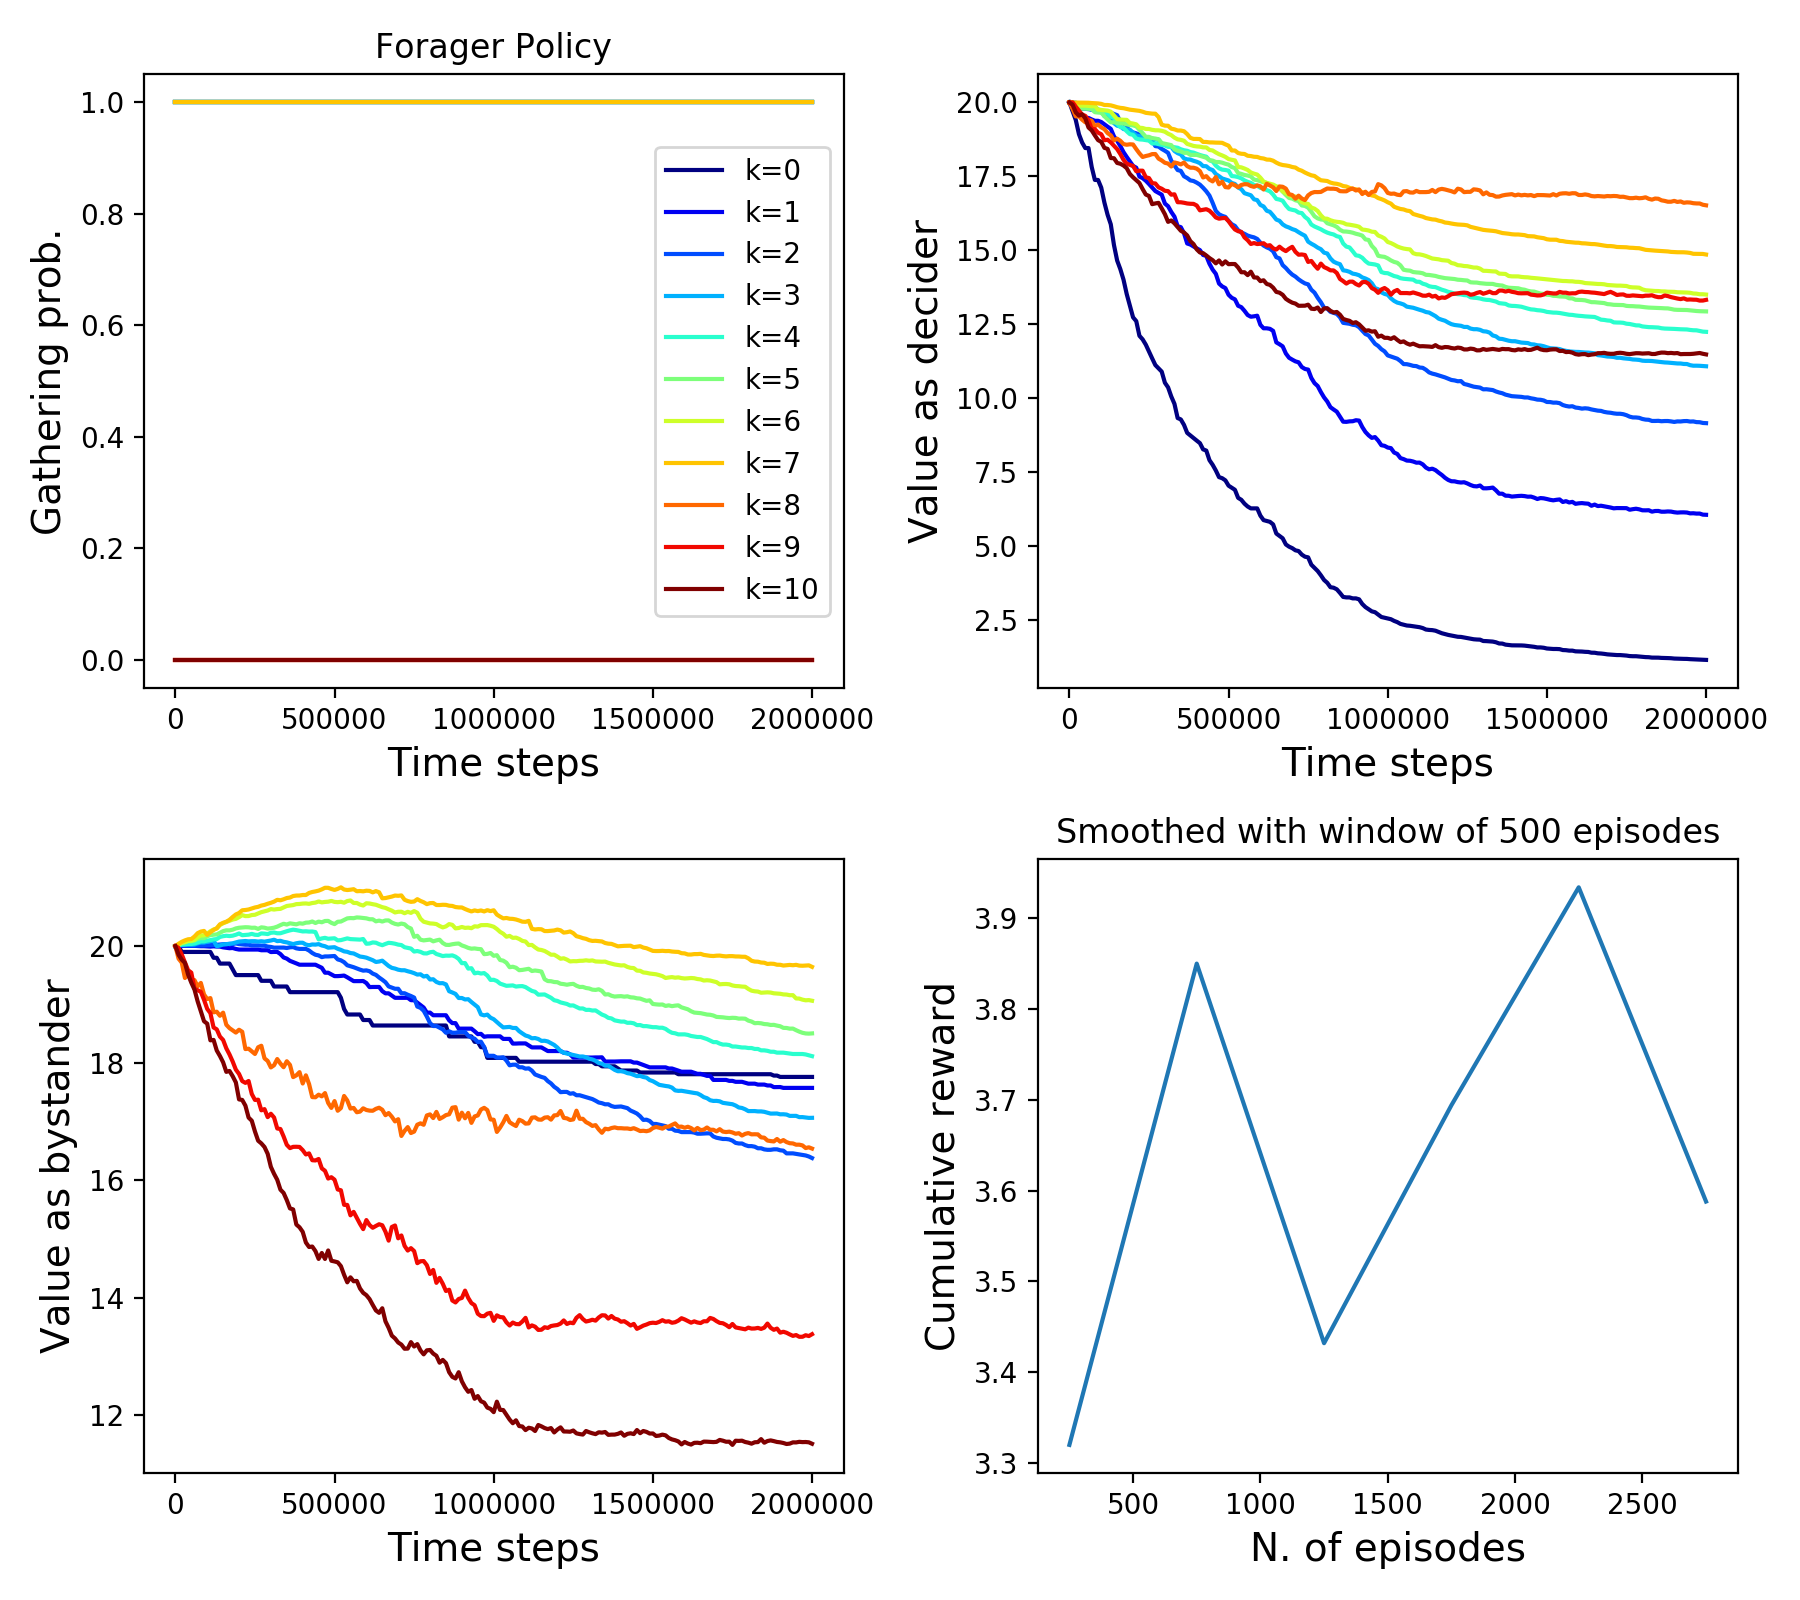 Forager Policy
Gathering prob.
1.0
0.8
0.6
0.4
0.2
0.0
k=0
k=1
k=2
k=3
k=4
k=5
k=6
k=7
k=8
k=9
k=10
0 500000 1000000 1500000 2000000
Time steps
Value as decider
20.0
17.5
15.0
12.5
10.0
7.5
5.0
2.5
0 500000 1000000 1500000 2000000
Time steps
Value as bystander
20
18
16
14
12
0 500000 1000000 1500000 2000000
Time steps
Smoothed with window of 500 episodes
Cumulative reward
3.9
3.8
3.7
3.6
3.5
3.4
3.3
500 1000 1500 2000 2500
N. of episodes